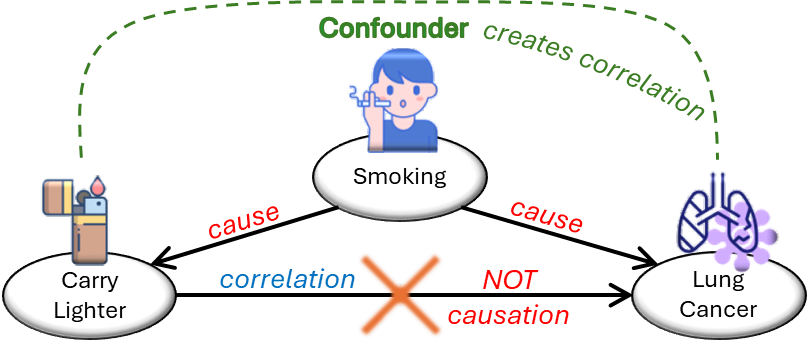 Confounder creates correlation
Smoking
cause
cause
Carry
Lighter
correlation
NOT
causation
Lung
Cancer